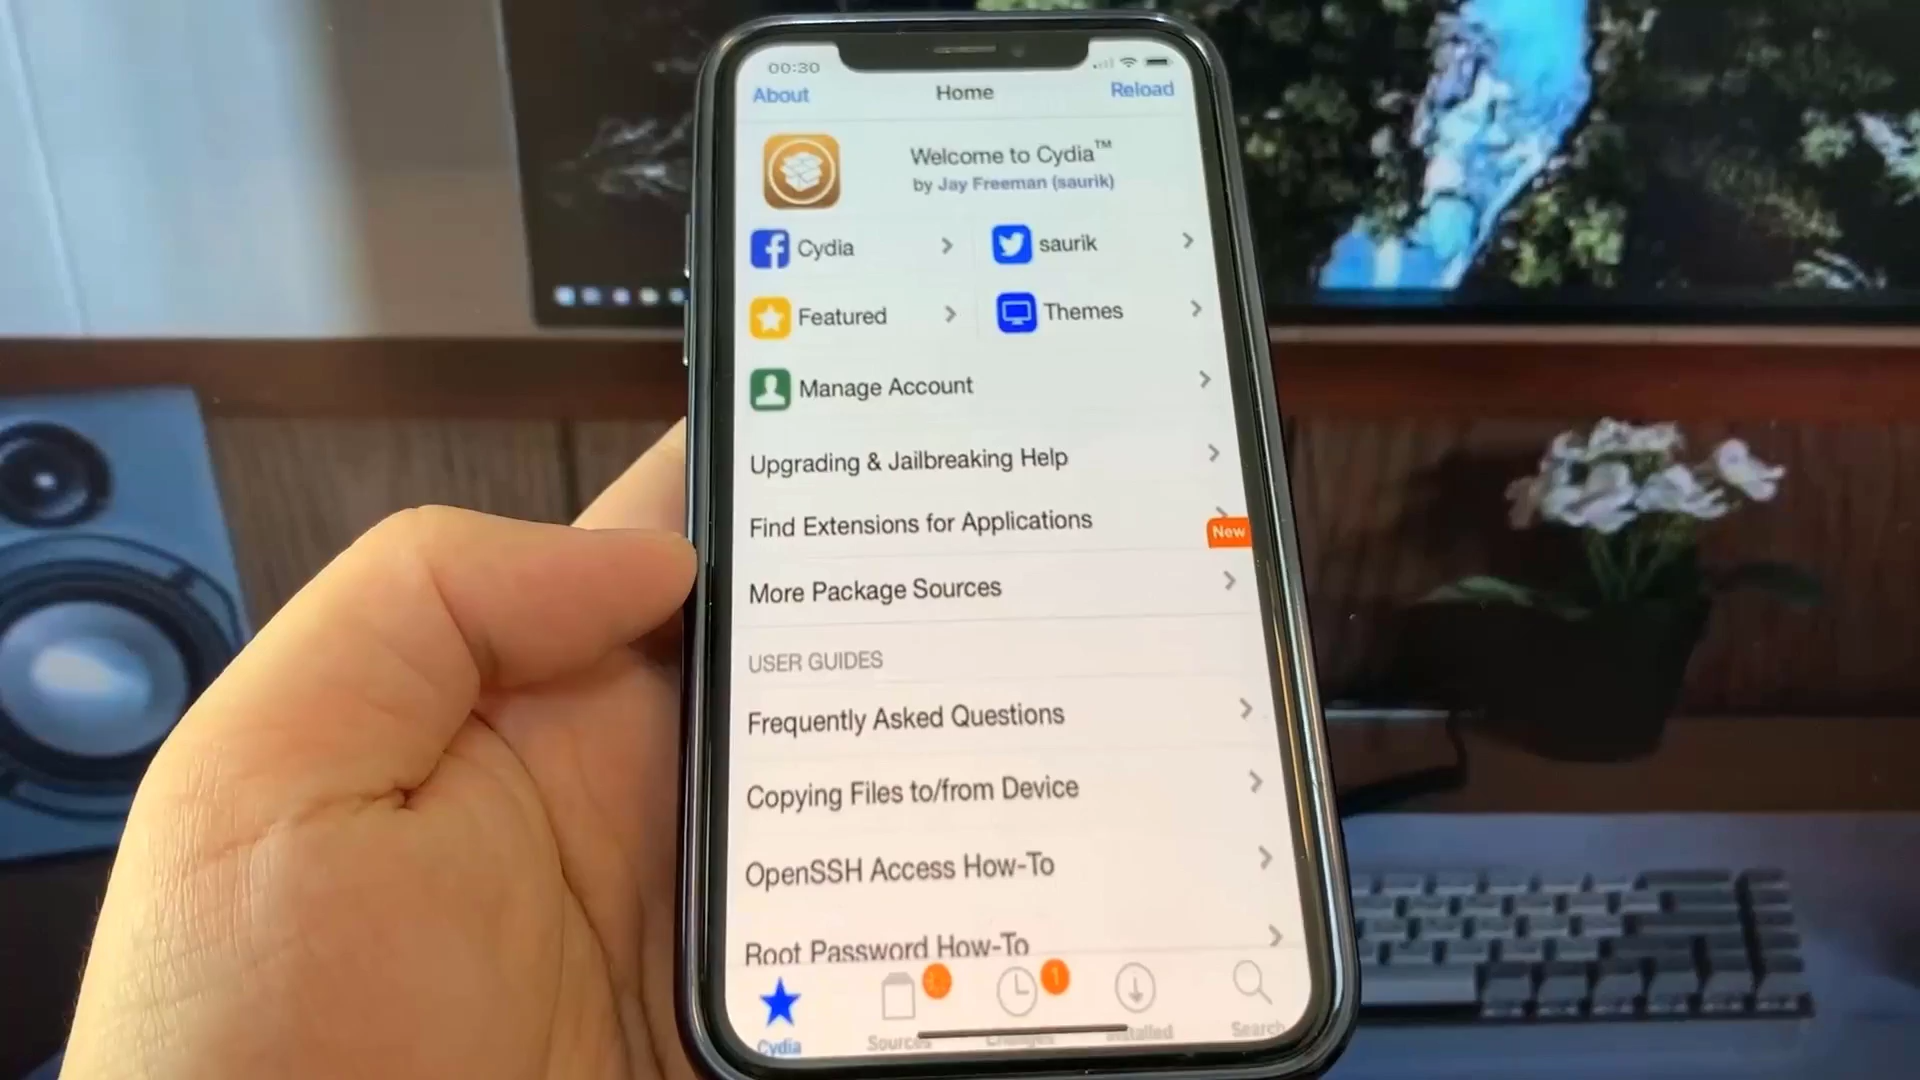 00:30
About
Home
Reload
Welcome to Cydia™
by Jay Freeman (saurik)
Cydia
saurik
Featured
Themes
Manage Account
Upgrading & Jailbreaking Help
Find Extensions for Applications
New
More Package Sources
USER GUIDES
Frequently Asked Questions
Copying Files to/from Device
OpenSSH Access How-To
Root Password How-To
1
Cydia
Sources
Changes
Installed
Search